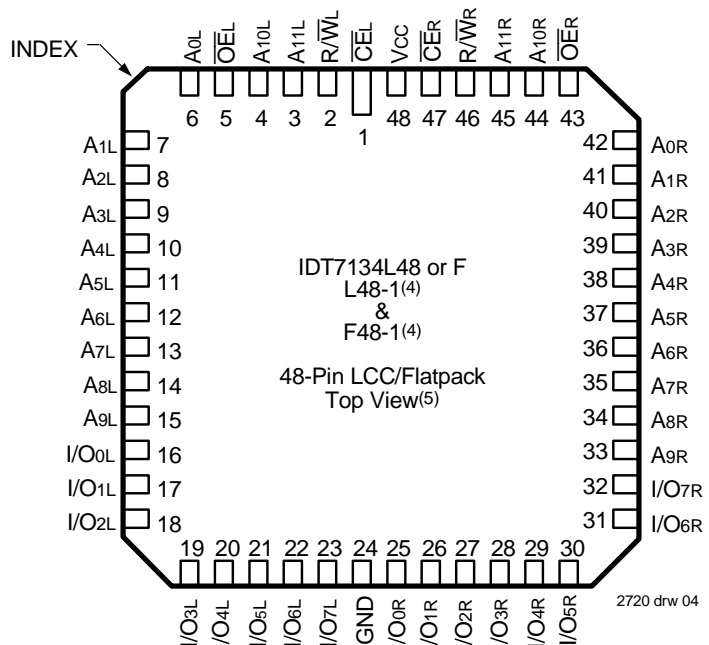 INDEX
A0L OEL A10L A11L R/WL CEL VCC CER R/WR A11R A10R OER
6 5 4 3 2 1 48 47 46 45 44 43
A1L 7 42 A0R
A2L 8 41 A1R
A3L 9 40 A2R
A4L 10 39 A3R
A5L 11 38 A4R
A6L 12 37 A5R
A7L 13 36 A6R
A8L 14 35 A7R
A9L 15 34 A8R
I/O0L 16 33 A9R
I/O1L 17 32 I/O7R
I/O2L 18 31 I/O6R
IDT7134L48 or F
L48-1(4)
&
F48-1(4)
48-Pin LCC/Flatpack
Top View(5)
19 20 21 22 23 24 25 26 27 28 29 30
I/O3L /O4L I/O5L I/O6L I/O7L GND /O0R /O1R /O2R /O3R I/O4R I/O5R
2720 drw 04